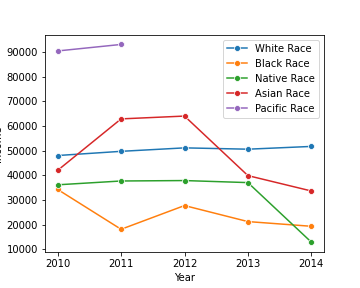 90000
80000
70000
60000
50000
40000
30000
20000
10000
White Race
Black Race
Native Race
Asian Race
Pacific Race
2010 2011 2012 2013 2014
Year